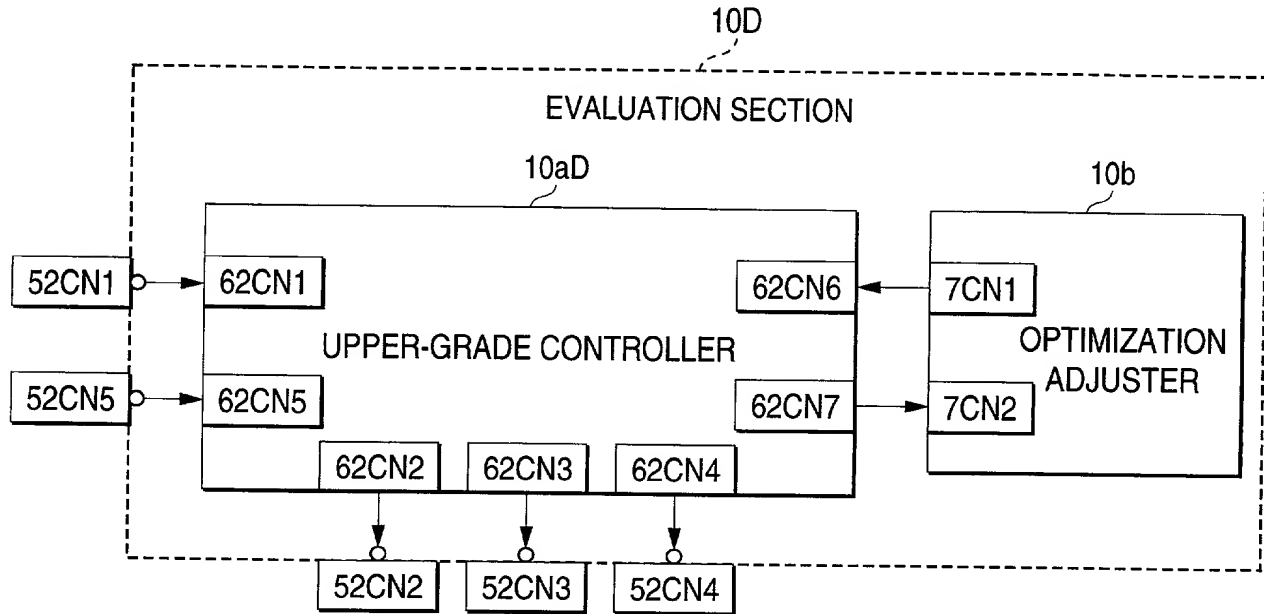 10D
EVALUATION SECTION
10aD
10b
52CN1
62CN1
62CN6
7CN1
UPPER-GRADE CONTROLLER
OPTIMIZATION
ADJUSTER
52CN5
62CN5
62CN7
7CN2
62CN2
62CN3
62CN4
52CN2
52CN3
52CN4